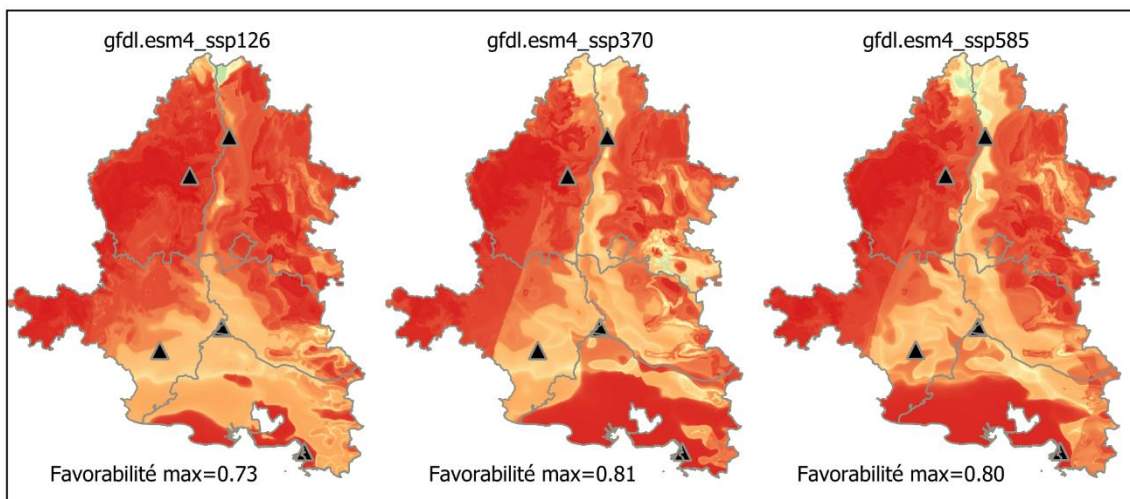 gfdl.esm4_ssp126
gfdl.esm4_ssp370
gfdl.esm4_ssp585
Favorabilité max=0.73
Favorabilité max=0.81
Favorabilité max=0.80